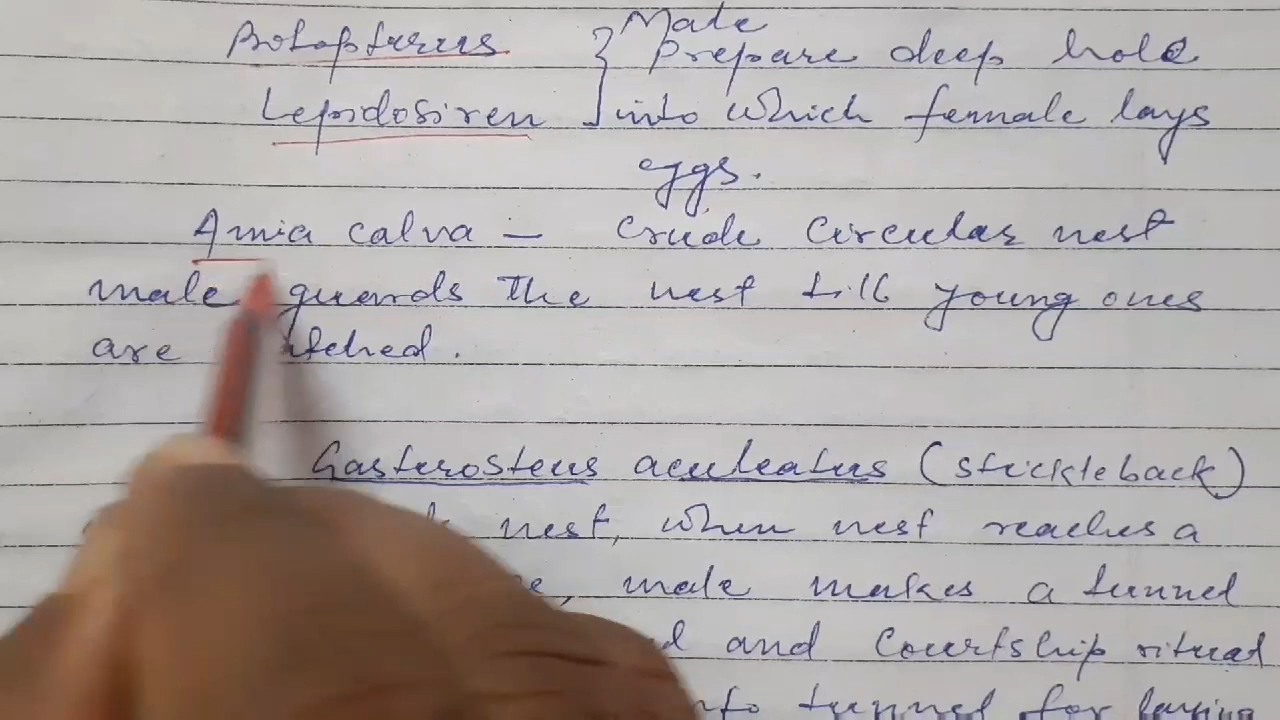 Protopterus } Male Prepare deep hole
Lepidosiren into which female lays
eggs.
Amia calva – Crude Circular nest
male guards the nest till young ones
are
Gasterosteus aculeatus (stickleback)
nest, when nest reaches a
male makes a tunnel
and Courtship ritual
tunnel for laying